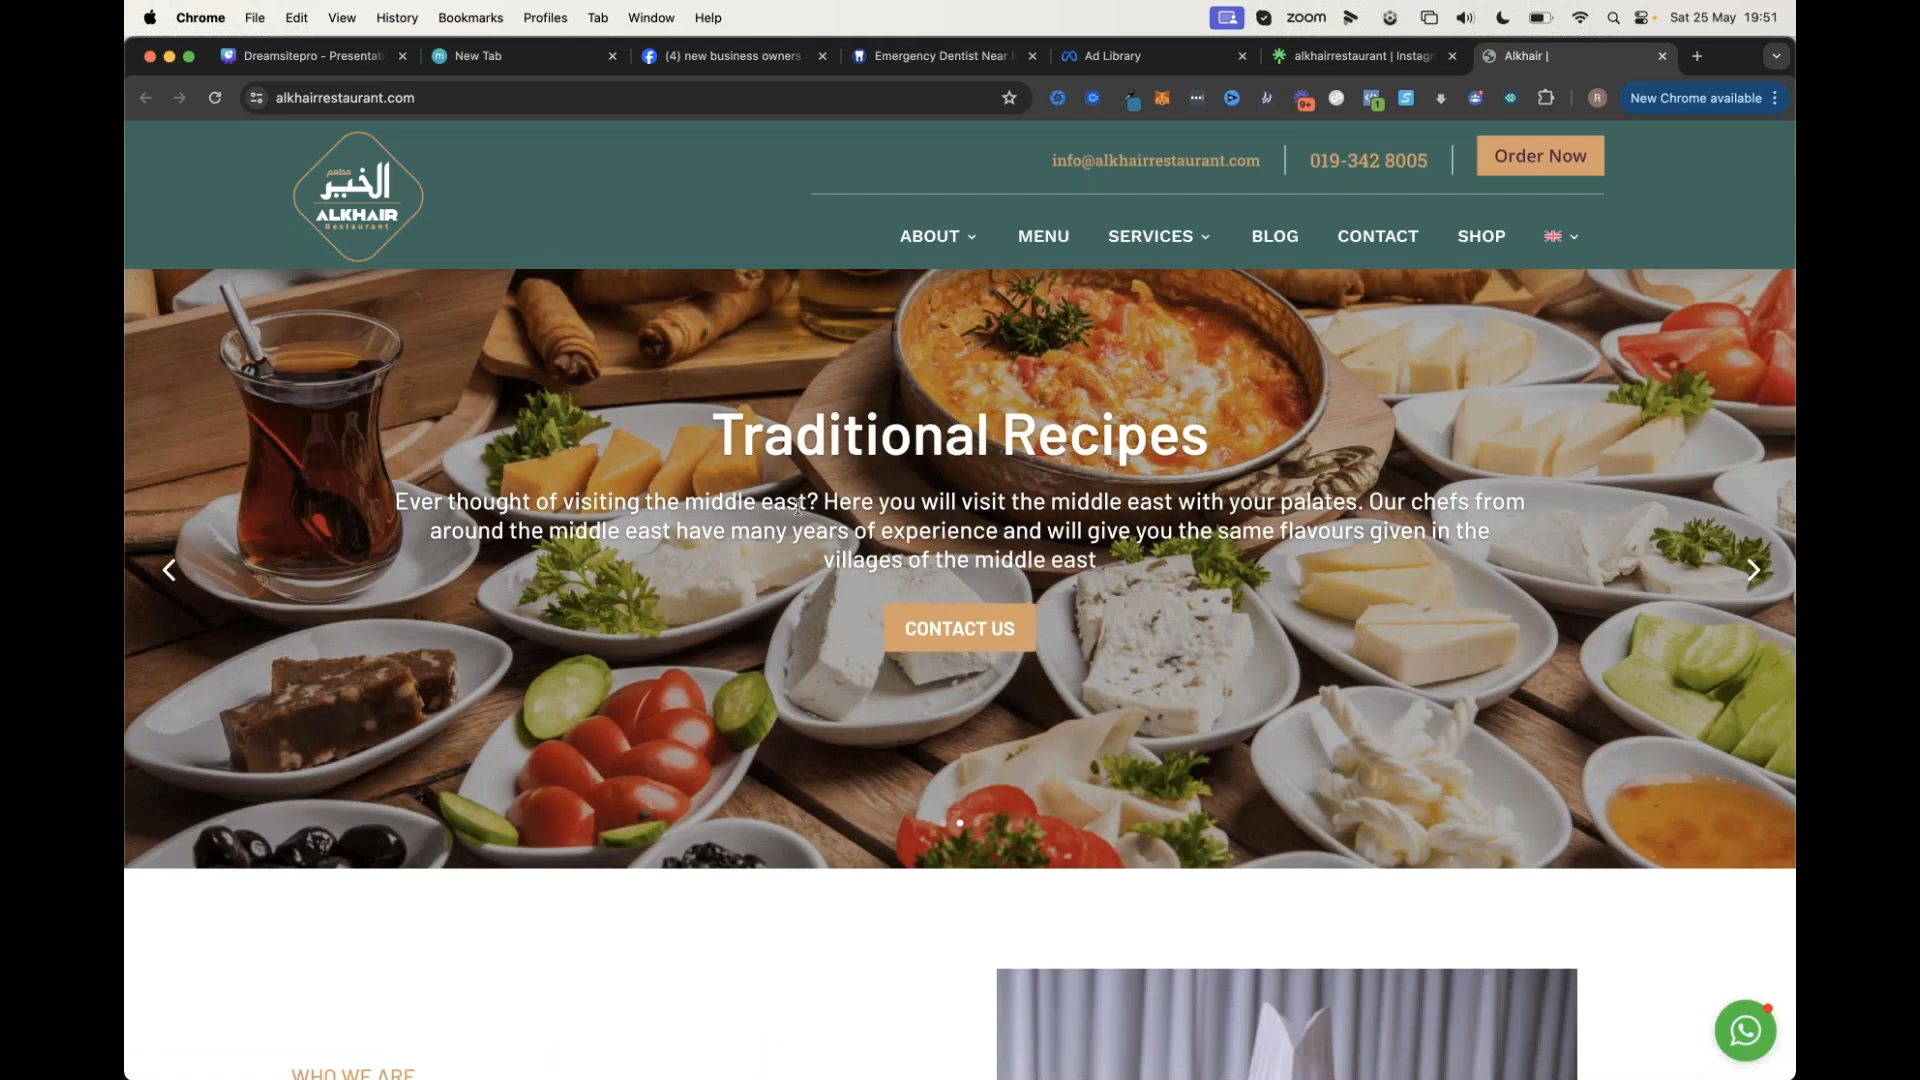 Chrome File Edit View History Bookmarks Profiles Tab Window Help
zoom Sat 25 May 19:51
Dreamsitepro - Presentati
New Tab
(4) new business owners
Emergency Dentist Near
Ad Library
alkhairrestaurant | Instag
Alkhair |
alkhairrestaurant.com
9+
1
R
New Chrome available
مطعم
الخير
ALKHAIR
Restaurant
info@alkhairrestaurant.com
019-342 8005
Order Now
ABOUT MENU SERVICES BLOG CONTACT SHOP
Traditional Recipes
Ever thought of visiting the middle east? Here you will visit the middle east with your palates. Our chefs from
around the middle east have many years of experience and will give you the same flavours given in the
villages of the middle east
CONTACT US
WHO WE ARE